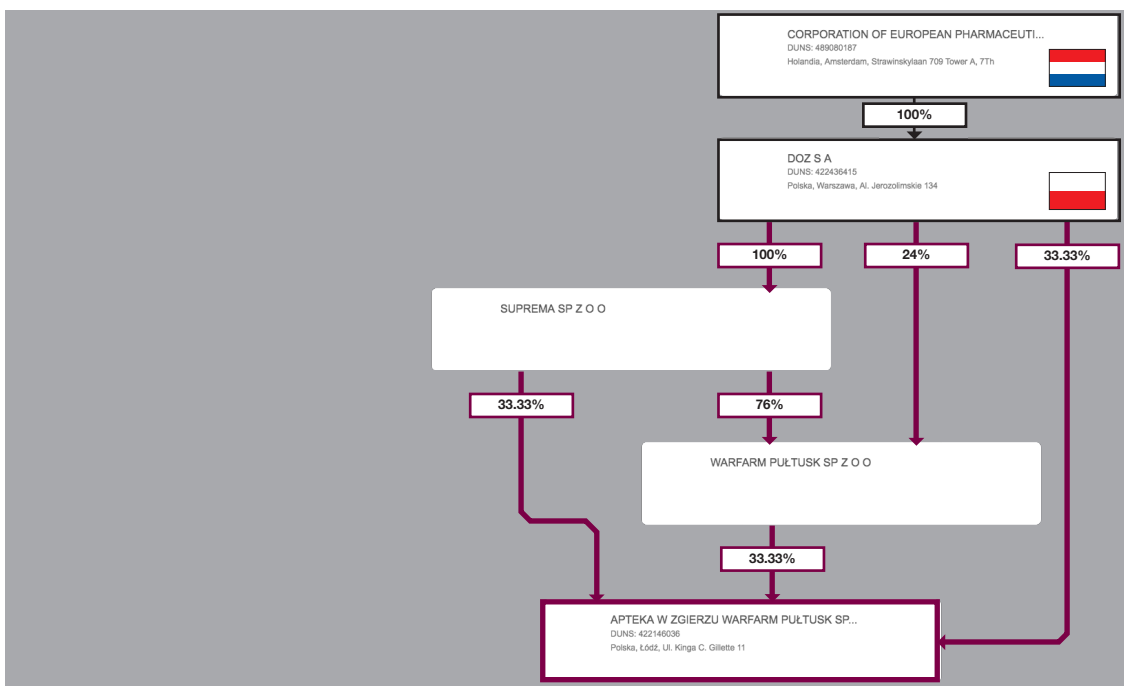 CORPORATION OF EUROPEAN PHARMACEUTI...
DUNS: 489080187
Holandia, Amsterdam, Strawinskylaan 709 Tower A, 7Th
100%
DOZ S A
DUNS: 422436415
Polska, Warszawa, Al. Jerozolimskie 134
100%
24%
33.33%
SUPREMA SP Z O O
33.33%
76%
WARFARM PUŁTUSK SP Z O O
33.33%
APTEKA W ZGIERZU WARFARM PUŁTUSK SP...
DUNS: 422146036
Polska, Łódź, Ul. Kinga C. Gillette 11